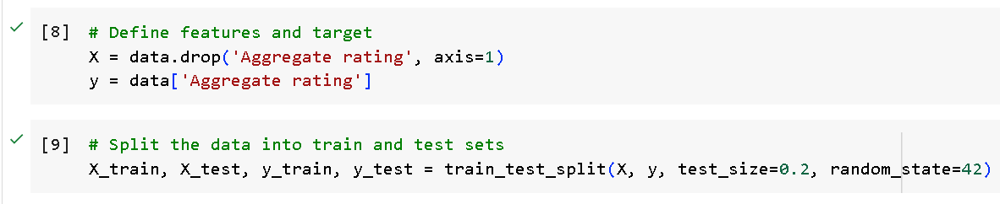 [8] # Define features and target
X = data.drop('Aggregate rating', axis=1)
y = data['Aggregate rating']
[9] # Split the data into train and test sets
X_train, X_test, y_train, y_test = train_test_split(X, y, test_size=0.2, random_state=42)